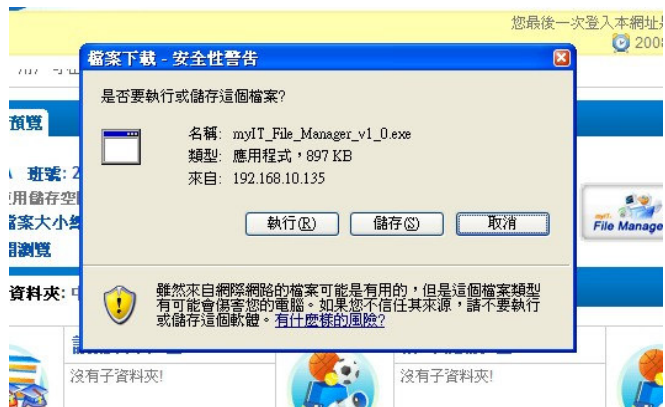 您最後一次登入本網址
2008
檔案下載 - 安全性警告
是否要執行或儲存這個檔案?
預覽
名稱: myIT_File_Manager_v1_0.exe
類型: 應用程式，897 KB
來自: 192.168.10.135
班號: 2
用儲存空
檔案大小總
執行(R)
儲存(S)
取消
File Manage
瀏覽
資料夾: 中
雖然來自網際網路的檔案可能是有用的，但是這個檔案類型
有可能會傷害您的電腦。如果您不信任其來源，請不要執行
或儲存這個軟體。有什麼樣的風險?
沒有子資料夾!
沒有子資料夾!